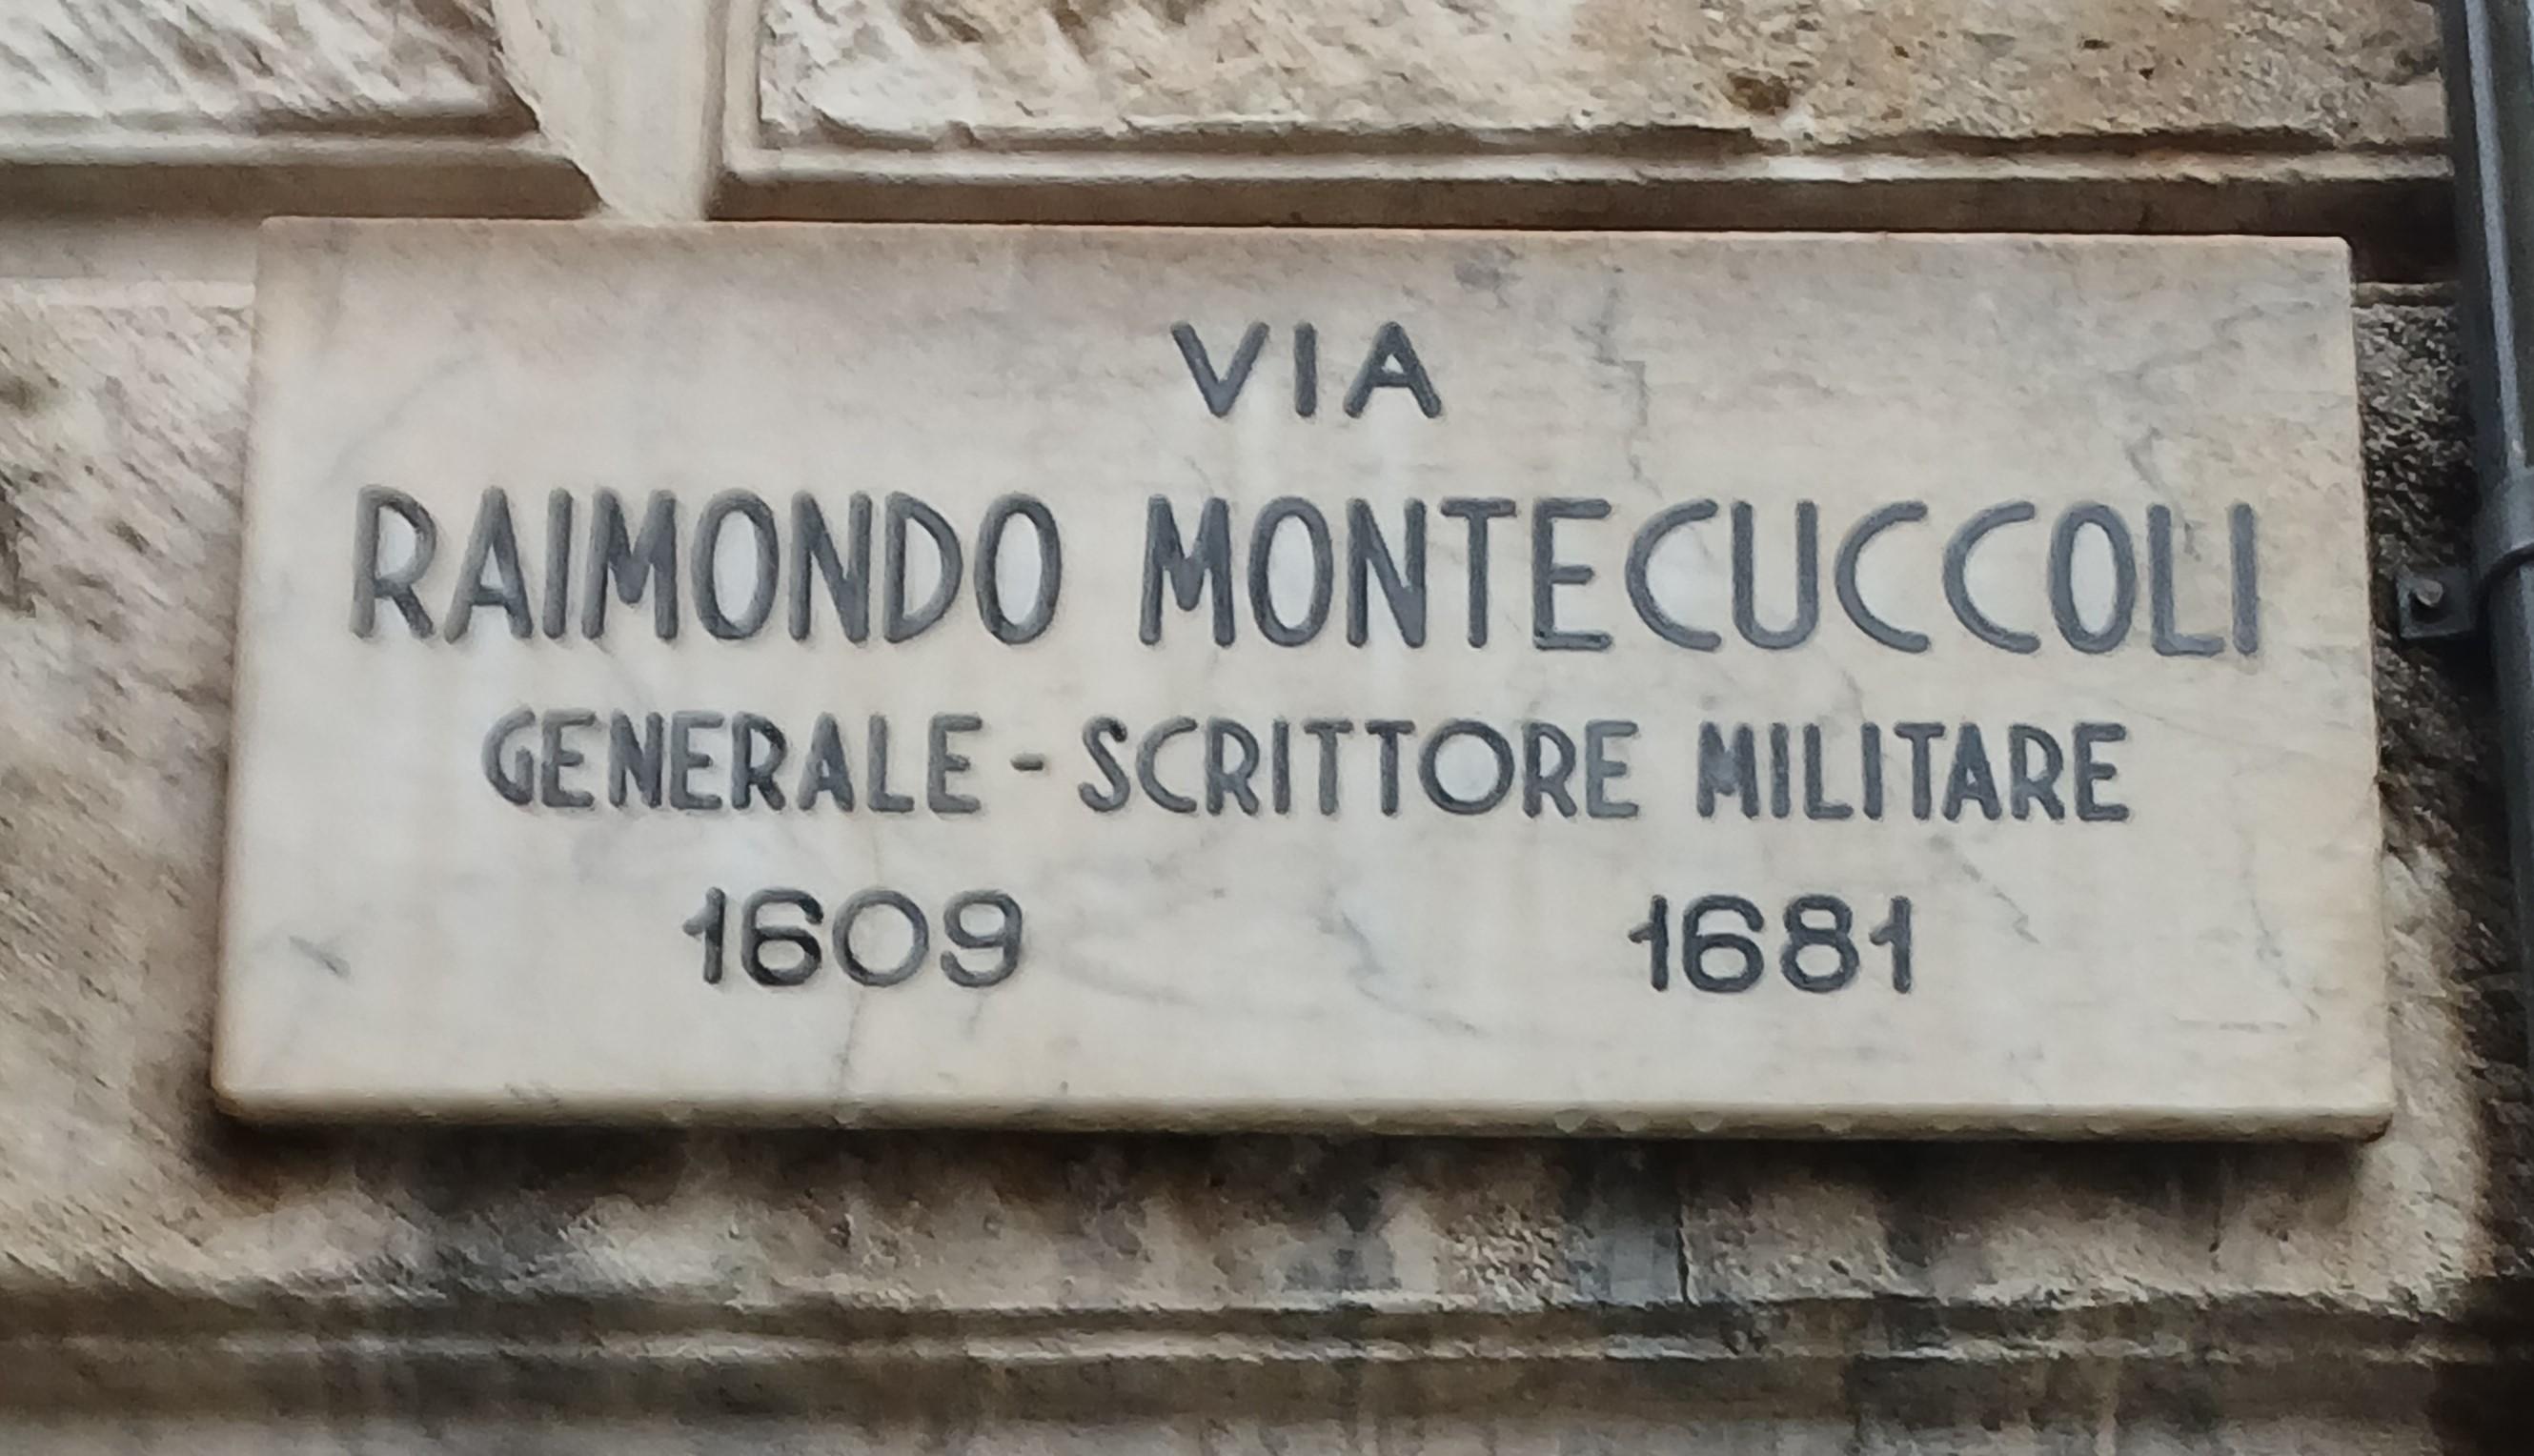 VIA
RAIMONDO MONTECUCCOLI
GENERALE - SCRITTORE MILITARE
1609 1681